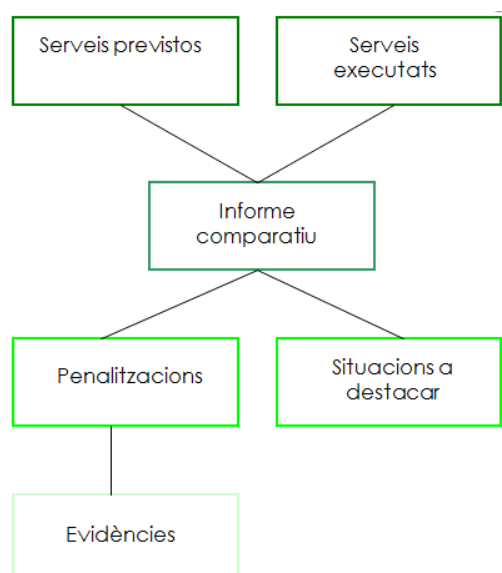 Serveis previstos
Serveis
executats
Informe
comparatiu
Penalitzacions
Situacions a
destacar
Evidències